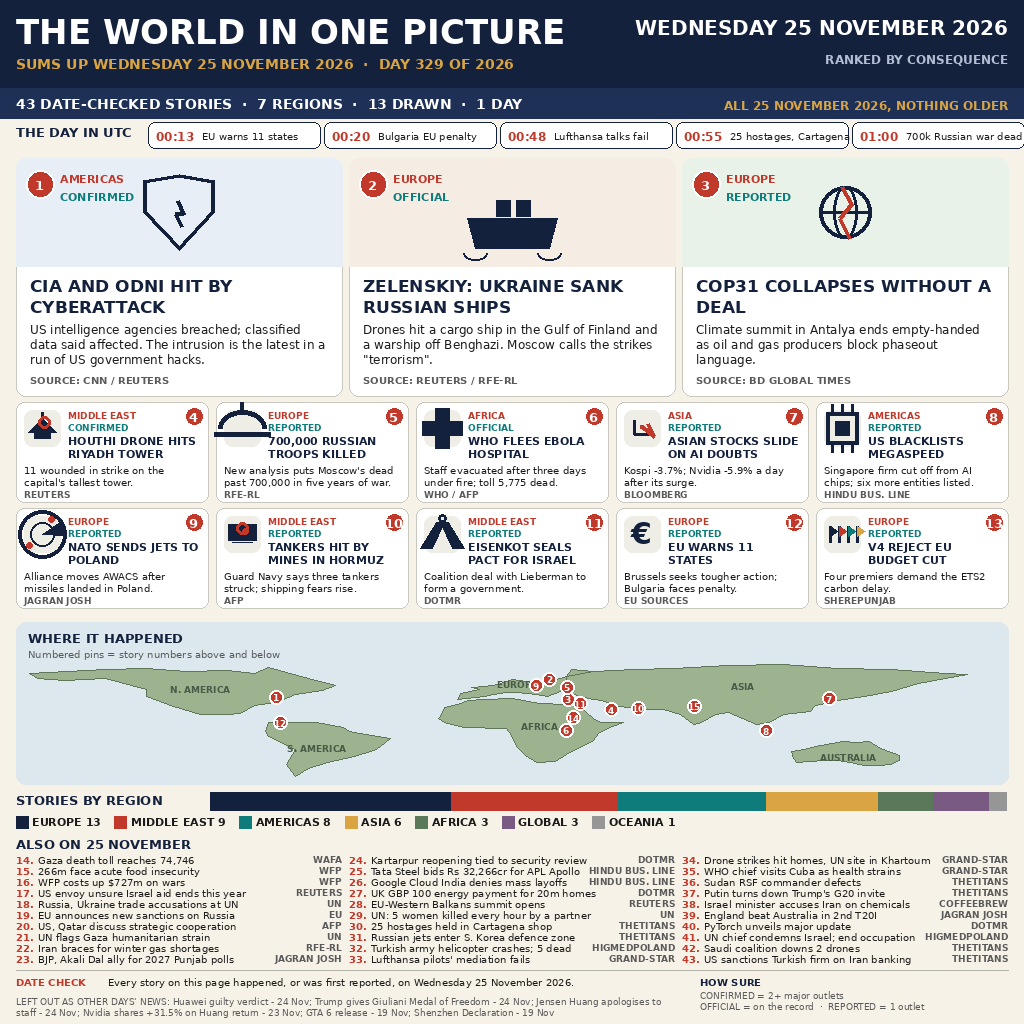 THE WORLD IN ONE PICTURE
WEDNESDAY 25 NOVEMBER 2026
SUMS UP WEDNESDAY 25 NOVEMBER 2026 · DAY 329 OF 2026
RANKED BY CONSEQUENCE
43 DATE-CHECKED STORIES · 7 REGIONS · 13 DRAWN · 1 DAY
ALL 25 NOVEMBER 2026, NOTHING OLDER
THE DAY IN UTC
00:13 EU warns 11 states
00:20 Bulgaria EU penalty
00:48 Lufthansa talks fail
00:55 25 hostages, Cartagena
01:00 700k Russian war dead
1 AMERICAS
CONFIRMED
CIA AND ODNI HIT BY
CYBERATTACK
US intelligence agencies breached; classified
data said affected. The intrusion is the latest in a
run of US government hacks.
SOURCE: CNN / REUTERS
2 EUROPE
OFFICIAL
ZELENSKIY: UKRAINE SANK
RUSSIAN SHIPS
Drones hit a cargo ship in the Gulf of Finland and
a warship off Benghazi. Moscow calls the strikes
"terrorism".
SOURCE: REUTERS / RFE-RL
3 EUROPE
REPORTED
COP31 COLLAPSES WITHOUT A
DEAL
Climate summit in Antalya ends empty-handed
as oil and gas producers block phaseout
language.
SOURCE: BD GLOBAL TIMES
MIDDLE EAST 4
CONFIRMED
HOUTHI DRONE HITS
RIYADH TOWER
11 wounded in strike on the
capital's tallest tower.
REUTERS
EUROPE 5
REPORTED
700,000 RUSSIAN
TROOPS KILLED
New analysis puts Moscow's dead
past 700,000 in five years of war.
RFE-RL
AFRICA 6
OFFICIAL
WHO FLEES EBOLA
HOSPITAL
Staff evacuated after three days
under fire; toll 5,775 dead.
WHO / AFP
ASIA 7
REPORTED
ASIAN STOCKS SLIDE
ON AI DOUBTS
Kospi -3.7%; Nvidia -5.9% a day
after its surge.
BLOOMBERG
AMERICAS 8
REPORTED
US BLACKLISTS
MEGASPEED
Singapore firm cut off from AI
chips; six more entities listed.
HINDU BUS. LINE
EUROPE 9
REPORTED
NATO SENDS JETS TO
POLAND
Alliance moves AWACS after
missiles landed in Poland.
JAGRAN JOSH
MIDDLE EAST 10
REPORTED
TANKERS HIT BY
MINES IN HORMUZ
Guard Navy says three tankers
struck; shipping fears rise.
AFP
MIDDLE EAST 11
REPORTED
EISENKOT SEALS
PACT FOR ISRAEL
Coalition deal with Lieberman to
form a government.
DOTMR
€
EUROPE 12
REPORTED
EU WARNS 11
STATES
Brussels seeks tougher action;
Bulgaria faces penalty.
EU SOURCES
EUROPE 13
REPORTED
V4 REJECT EU
BUDGET CUT
Four premiers demand the ETS2
carbon delay.
SHEREPUNJAB
WHERE IT HAPPENED
Numbered pins = story numbers above and below
N. AMERICA
1
12
S. AMERICA
EUROPE
9
2
5
3
11
14
AFRICA
6
4
10
ASIA
15
7
8
AUSTRALIA
STORIES BY REGION
EUROPE 13 MIDDLE EAST 9 AMERICAS 8 ASIA 6 AFRICA 3 GLOBAL 3 OCEANIA 1
ALSO ON 25 NOVEMBER
14. Gaza death toll reaches 74,746 WAFA
15. 266m face acute food insecurity WFP
16. WFP costs up $727m on wars WFP
17. US envoy unsure Israel aid ends this year REUTERS
18. Russia, Ukraine trade accusations at UN UN
19. EU announces new sanctions on Russia EU
20. US, Qatar discuss strategic cooperation AFP
21. UN flags Gaza humanitarian strain UN
22. Iran braces for winter gas shortages RFE-RL
23. BJP, Akali Dal ally for 2027 Punjab polls JAGRAN JOSH
24. Kartarpur reopening tied to security review DOTMR
25. Tata Steel bids Rs 32,266cr for APL Apollo HINDU BUS. LINE
26. Google Cloud India denies mass layoffs HINDU BUS. LINE
27. UK GBP 100 energy payment for 20m homes DOTMR
28. EU-Western Balkans summit opens REUTERS
29. UN: 5 women killed every hour by a partner UN
30. 25 hostages held in Cartagena shop THETITANS
31. Russian jets enter S. Korea defence zone THETITANS
32. Turkish army helicopter crashes; 5 dead HIGMEDPOLAND
33. Lufthansa pilots' mediation fails GRAND-STAR
34. Drone strikes hit homes, UN site in Khartoum GRAND-STAR
35. WHO chief visits Cuba as health strains GRAND-STAR
36. Sudan RSF commander defects THETITANS
37. Putin turns down Trump's G20 invite THETITANS
38. Israel minister accuses Iran on chemicals COFFEEBREW
39. England beat Australia in 2nd T20I JAGRAN JOSH
40. PyTorch unveils major update DOTMR
41. UN chief condemns Israel; end occupation HIGMEDPOLAND
42. Saudi coalition downs 2 drones THETITANS
43. US sanctions Turkish firm on Iran banking THETITANS
DATE CHECK Every story on this page happened, or was first reported, on Wednesday 25 November 2026.
LEFT OUT AS OTHER DAYS' NEWS: Huawei guilty verdict - 24 Nov; Trump gives Giuliani Medal of Freedom - 24 Nov; Jensen Huang apologises to
staff - 24 Nov; Nvidia shares +31.5% on Huang return - 23 Nov; GTA 6 release - 19 Nov; Shenzhen Declaration - 19 Nov
HOW SURE
CONFIRMED = 2+ major outlets
OFFICIAL = on the record · REPORTED = 1 outlet